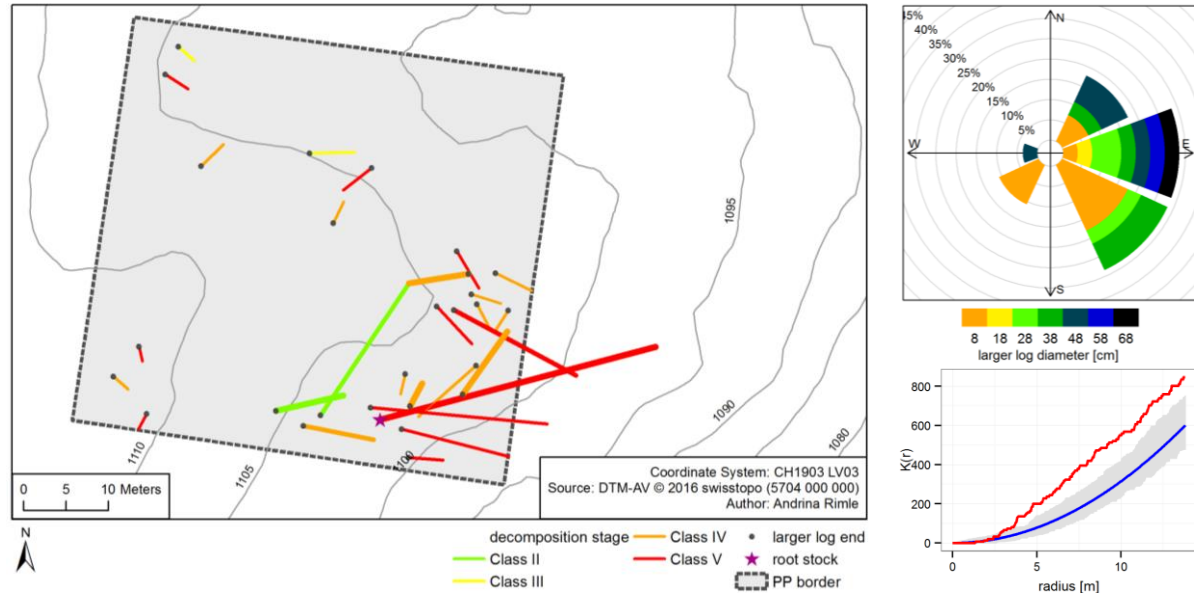 1095
1090
1080
1110
1105
1100
0 5 10 Meters
Coordinate System: CH1903 LV03
Source: DTM-AV © 2016 swisstopo (5704 000 000)
Author: Andrina Rimle
N
decomposition stage
Class II
Class III
Class IV
Class V
larger log end
root stock
PP border
45%
40%
35%
30%
25%
20%
15%
10%
5%
N
W
E
S
8 18 28 38 48 58 68
larger log diameter [cm]
K(r)
800
600
400
200
0
0 5 10
radius [m]